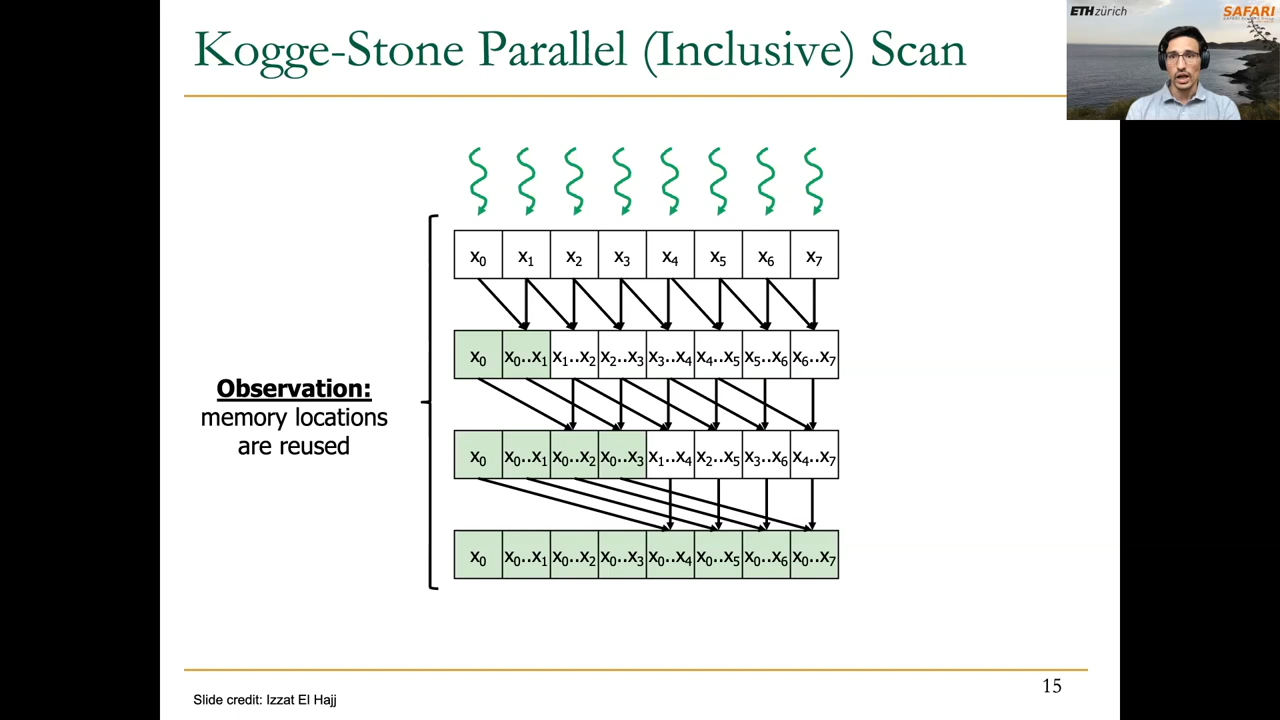 Kogge-Stone Parallel (Inclusive) Scan
ETH zürich
SAFARI
x0 x1 x2 x3 x4 x5 x6 x7
x0 x0..x1 x1..x2 x2..x3 x3..x4 x4..x5 x5..x6 x6..x7
Observation:
memory locations
are reused
x0 x0..x1 x0..x2 x0..x3 x1..x4 x2..x5 x3..x6 x4..x7
x0 x0..x1 x0..x2 x0..x3 x0..x4 x0..x5 x0..x6 x0..x7
Slide credit: Izzat El Hajj
15